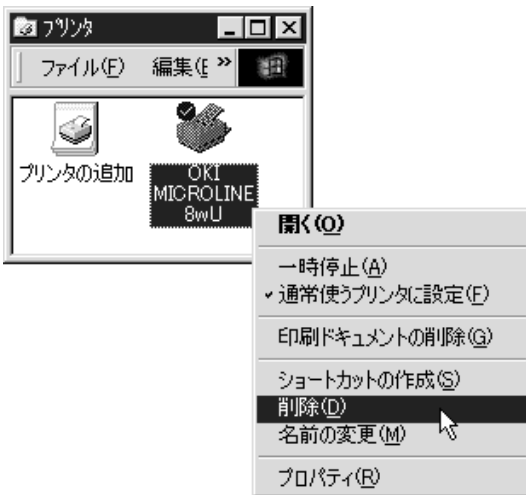 プリンタ
ファイル(F) 編集(E »
プリンタの追加
OKI
MICROLINE
8wU
開く(O)
一時停止(A)
通常使うプリンタに設定(F)
印刷ドキュメントの削除(G)
ショートカットの作成(S)
削除(D)
名前の変更(M)
プロパティ(R)